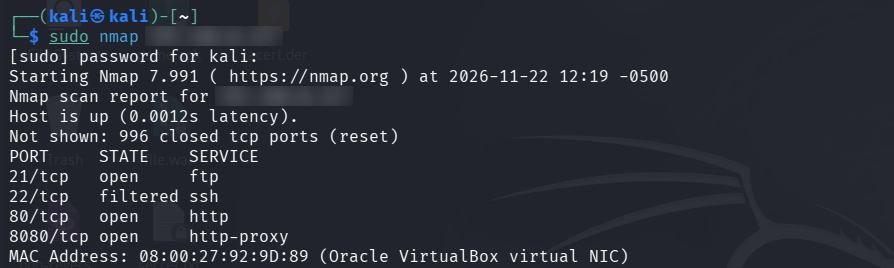 ┌──(kali㉿kali)-[~]
└─$ sudo nmap
[sudo] password for kali:
Starting Nmap 7.991 ( https://nmap.org ) at 2026-11-22 12:19 -0500
Nmap scan report for
Host is up (0.0012s latency).
Not shown: 996 closed tcp ports (reset)
PORT     STATE    SERVICE
21/tcp   open     ftp
22/tcp   filtered ssh
80/tcp   open     http
8080/tcp open     http-proxy
MAC Address: 08:00:27:92:9D:89 (Oracle VirtualBox virtual NIC)